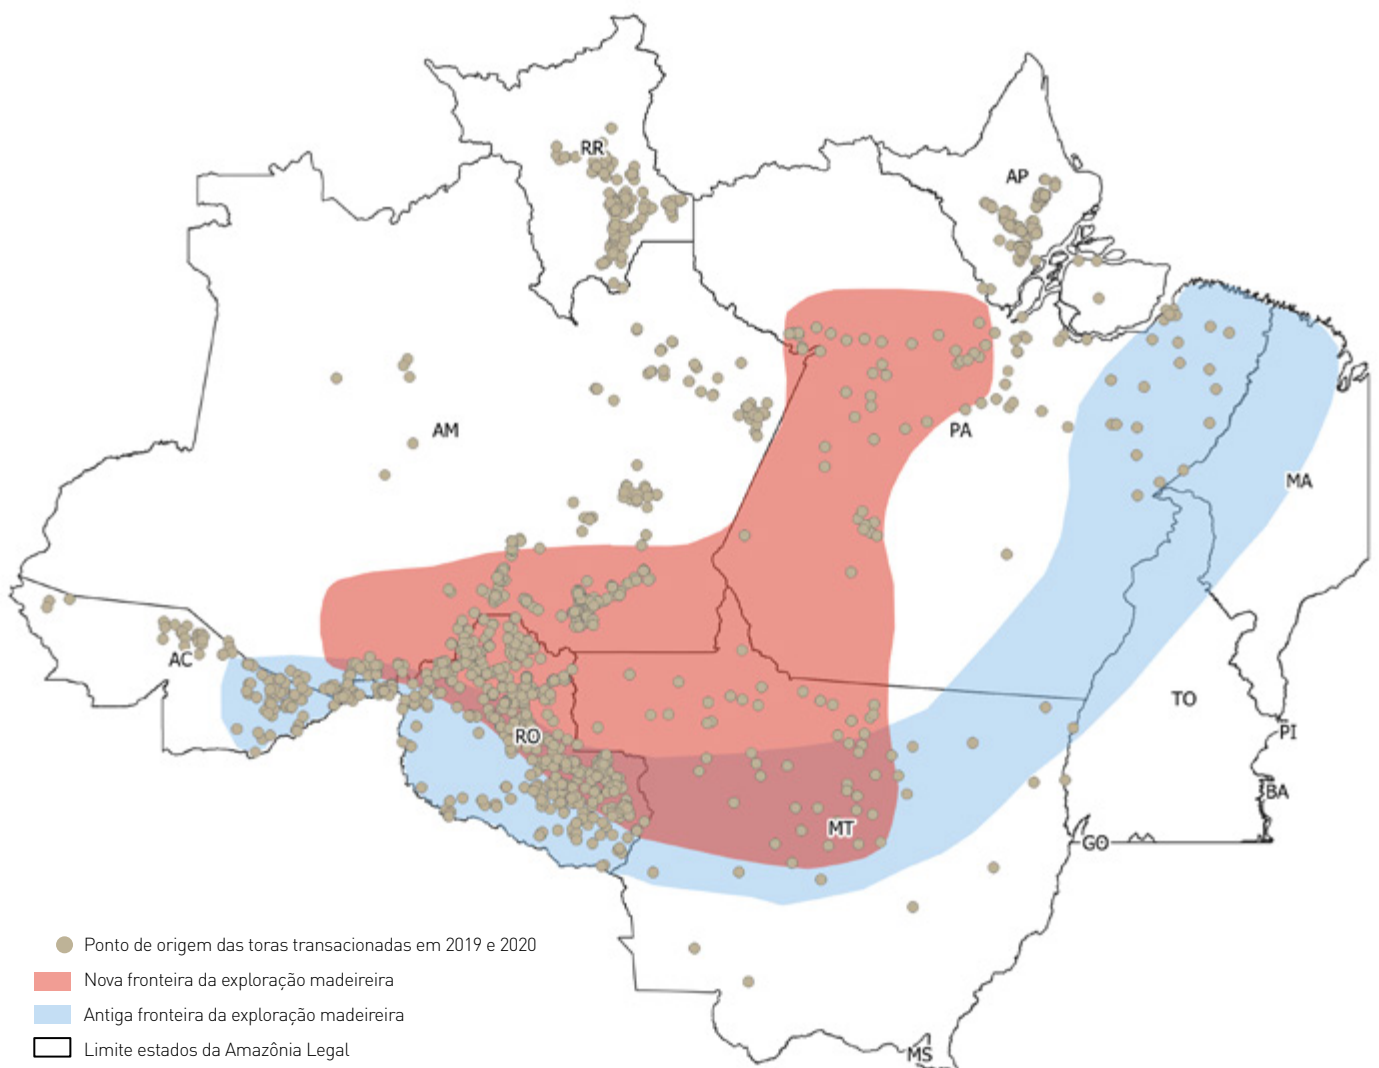 RR
AP
AM
PA
MA
AC
TO
RO
PI
BA
MT
GO
MS
Ponto de origem das toras transacionadas em 2019 e 2020
Nova fronteira da exploração madeireira
Antiga fronteira da exploração madeireira
Limite estados da Amazônia Legal